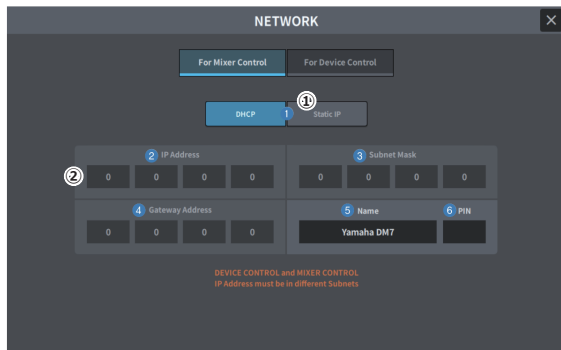 NETWORK
For Mixer Control For Device Control
①
DHCP 1 Static IP
2 IP Address 3 Subnet Mask
② 0 0 0 0 0 0 0 0
4 Gateway Address 5 Name 6 PIN
0 0 0 0 Yamaha DM7
DEVICE CONTROL and MIXER CONTROL
IP Address must be in different Subnets